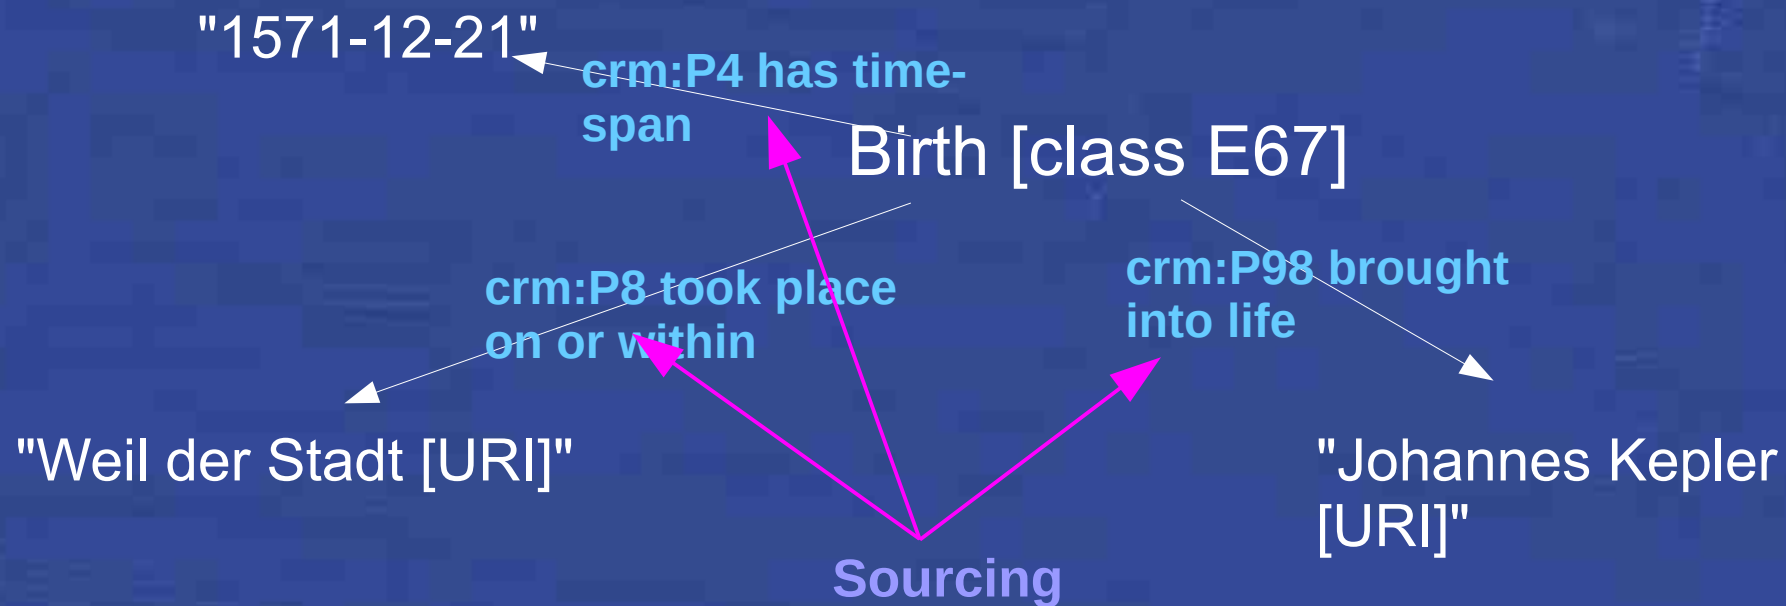 "1571-12-21"
crm:P4 has time-
span
Birth [class E67]
crm:P8 took place
on or within
crm:P98 brought
into life
"Weil der Stadt [URI]"
"Johannes Kepler
[URI]"
Sourcing